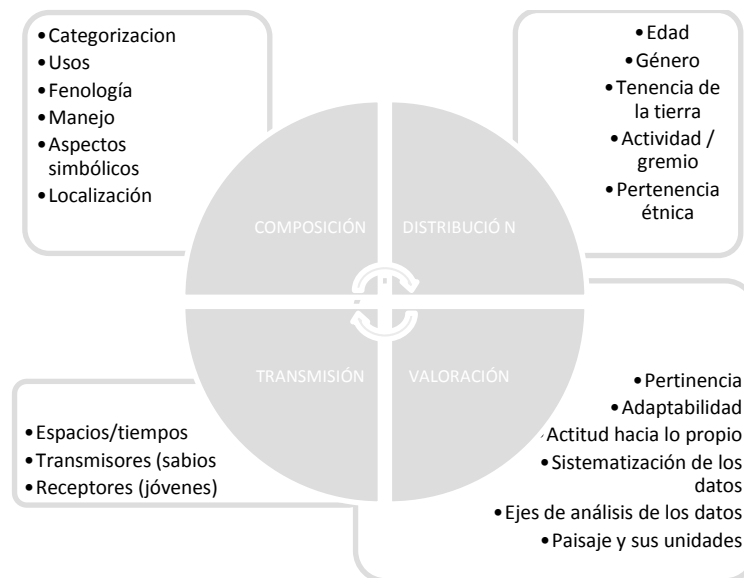 •Categorizacion
•Usos
•Fenología
•Manejo
•Aspectos
simbólicos
•Localización
•Edad
•Género
•Tenencia de
la tierra
•Actividad /
gremio
•Pertenencia
étnica
COMPOSICIÓN
DISTRIBUCIÓ N
TRANSMISIÓN
VALORACIÓN
•Espacios/tiempos
•Transmisores (sabios
•Receptores (jóvenes)
•Pertinencia
•Adaptabilidad
•Actitud hacia lo propio
•Sistematización de los
datos
•Ejes de análisis de los datos
•Paisaje y sus unidades